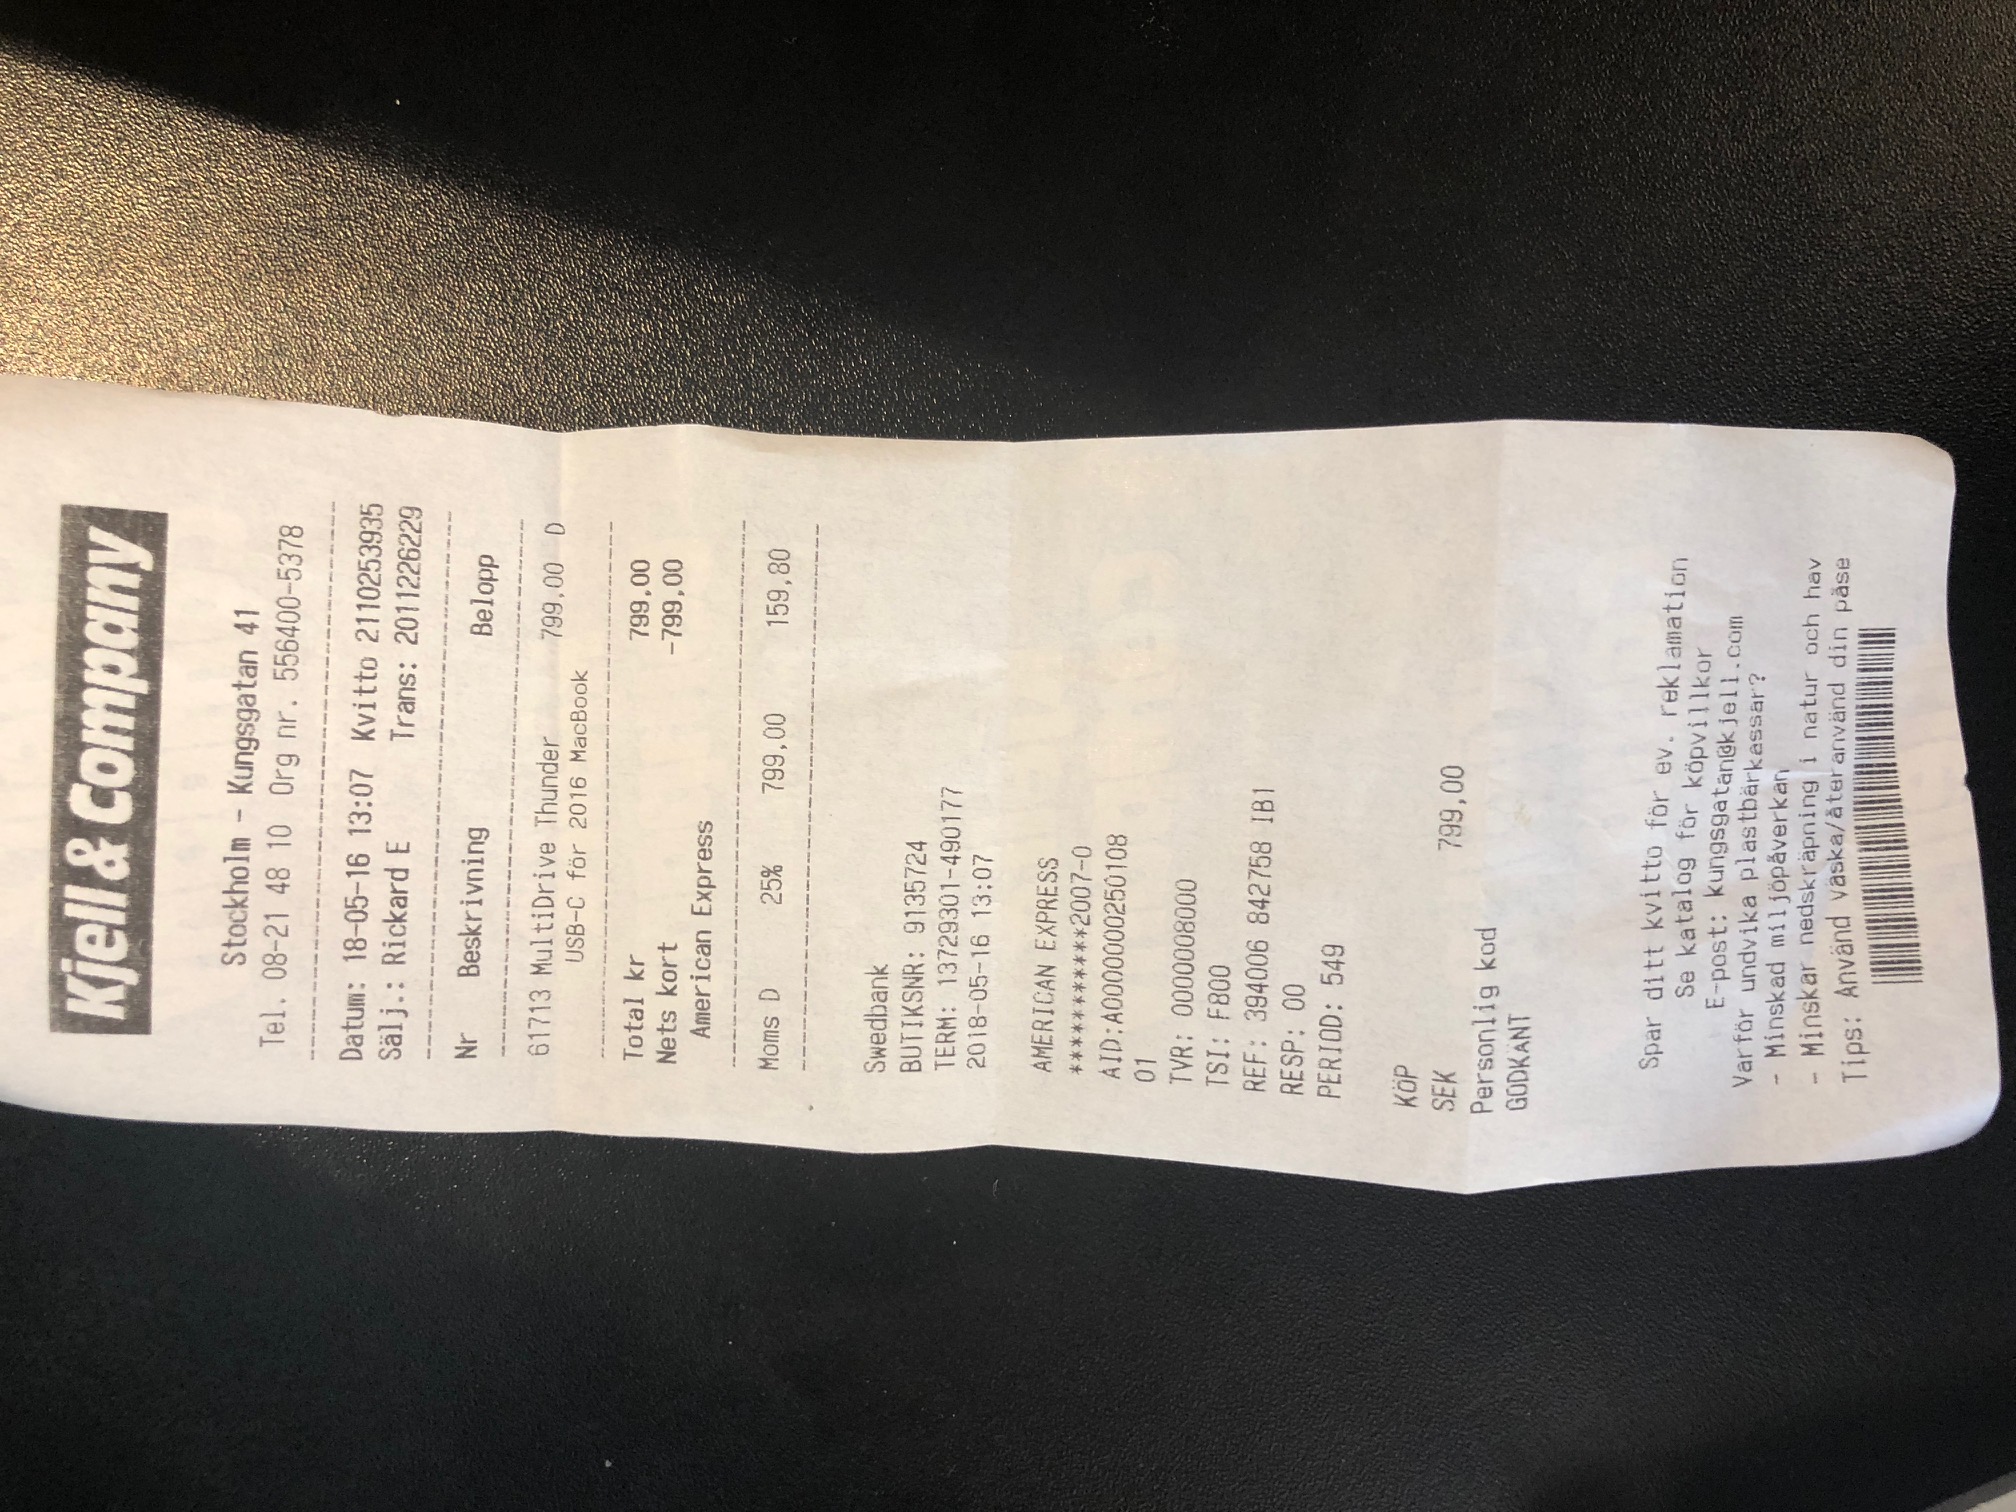 Kjell & Company
Stockholm - Kungsgatan 41
Tel. 08-21 48 10 Org nr. 556400-5378
Datum: 18-05-16 13:07 Kvitto 2110253935
Sälj.: Rickard E Trans: 2011226229
Nr Beskrivning Belopp
61713 MultiDrive Thunder 799,00 D
USB-C för 2016 MacBook
Total kr 799,00
Nets kort -799,00
American Express
Moms D 25% 799,00 159,80
Swedbank
BUTIKSNR: 9135724
TERM: 13729301-490177
2018-05-16 13:07
AMERICAN EXPRESS
***********2007-0
AID:A0000000250108
01
TVR: 0000008000
TSI: F800
REF: 394006 842758 IB1
RESP: 00
PERIOD: 549
KÖP
SEK 799,00
Personlig kod
GODKÄNT
Spar ditt kvitto för ev. reklamation
Se katalog för köpvillkor
E-post: kungsgatan@kjell.com
Varför undvika plastbärkassar?
- Minskad miljöpåverkan
- Minskar nedskräpning i natur och hav
Tips: Använd väska/återanvänd din påse